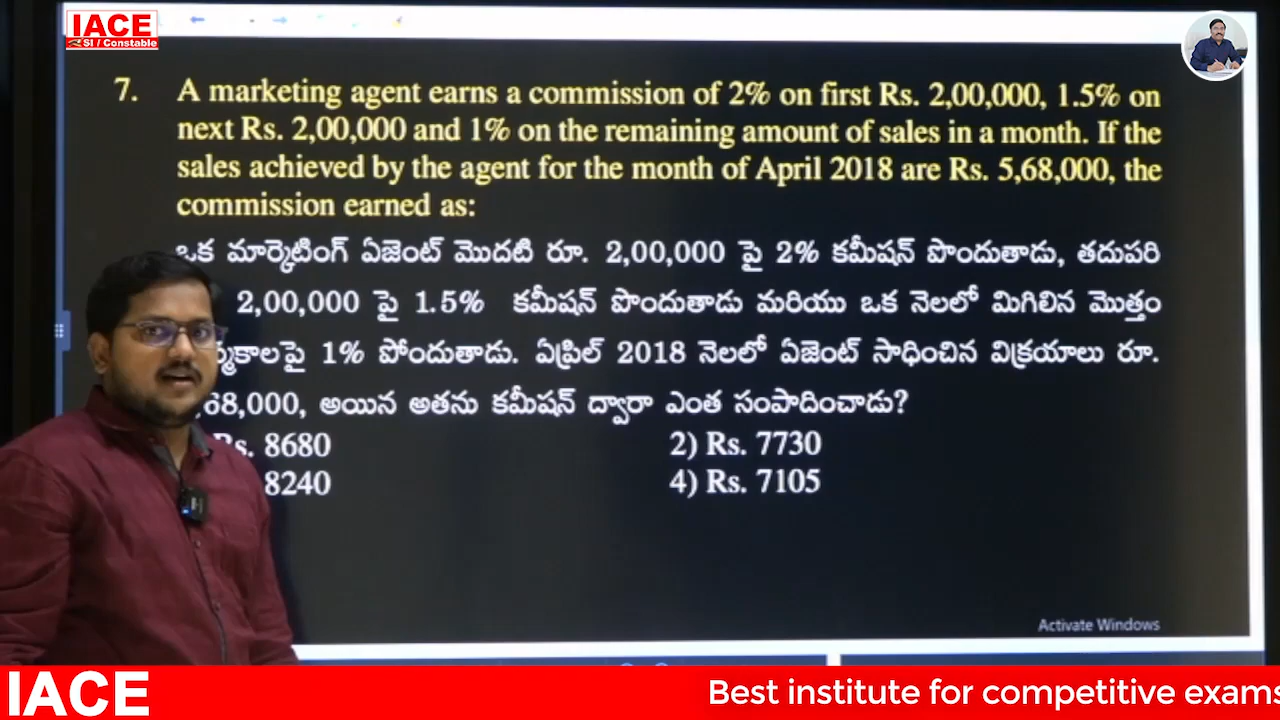 IACE
SI / Constable
7. A marketing agent earns a commission of 2% on first Rs. 2,00,000, 1.5% on
next Rs. 2,00,000 and 1% on the remaining amount of sales in a month. If the
sales achieved by the agent for the month of April 2018 are Rs. 5,68,000, the
commission earned as:
ఒక మార్కెటింగ్ ఏజెంట్ మొదటి రూ. 2,00,000 పై 2% కమీషన్ పొందుతాడు, తదుపరి
2,00,000 పై 1.5% కమీషన్ పొందుతాడు మరియు ఒక నెలలో మిగిలిన మొత్తం
1% పోందుతాడు. ఏప్రిల్ 2018 నెలలో ఏజెంట్ సాధించిన విక్రయాలు రూ.
68,000, అయిన అతను కమీషన్ ద్వారా ఎంత సంపాదించాడు?
Rs. 8680 2) Rs. 7730
8240 4) Rs. 7105
Activate Windows
IACE Best institute for competitive exams